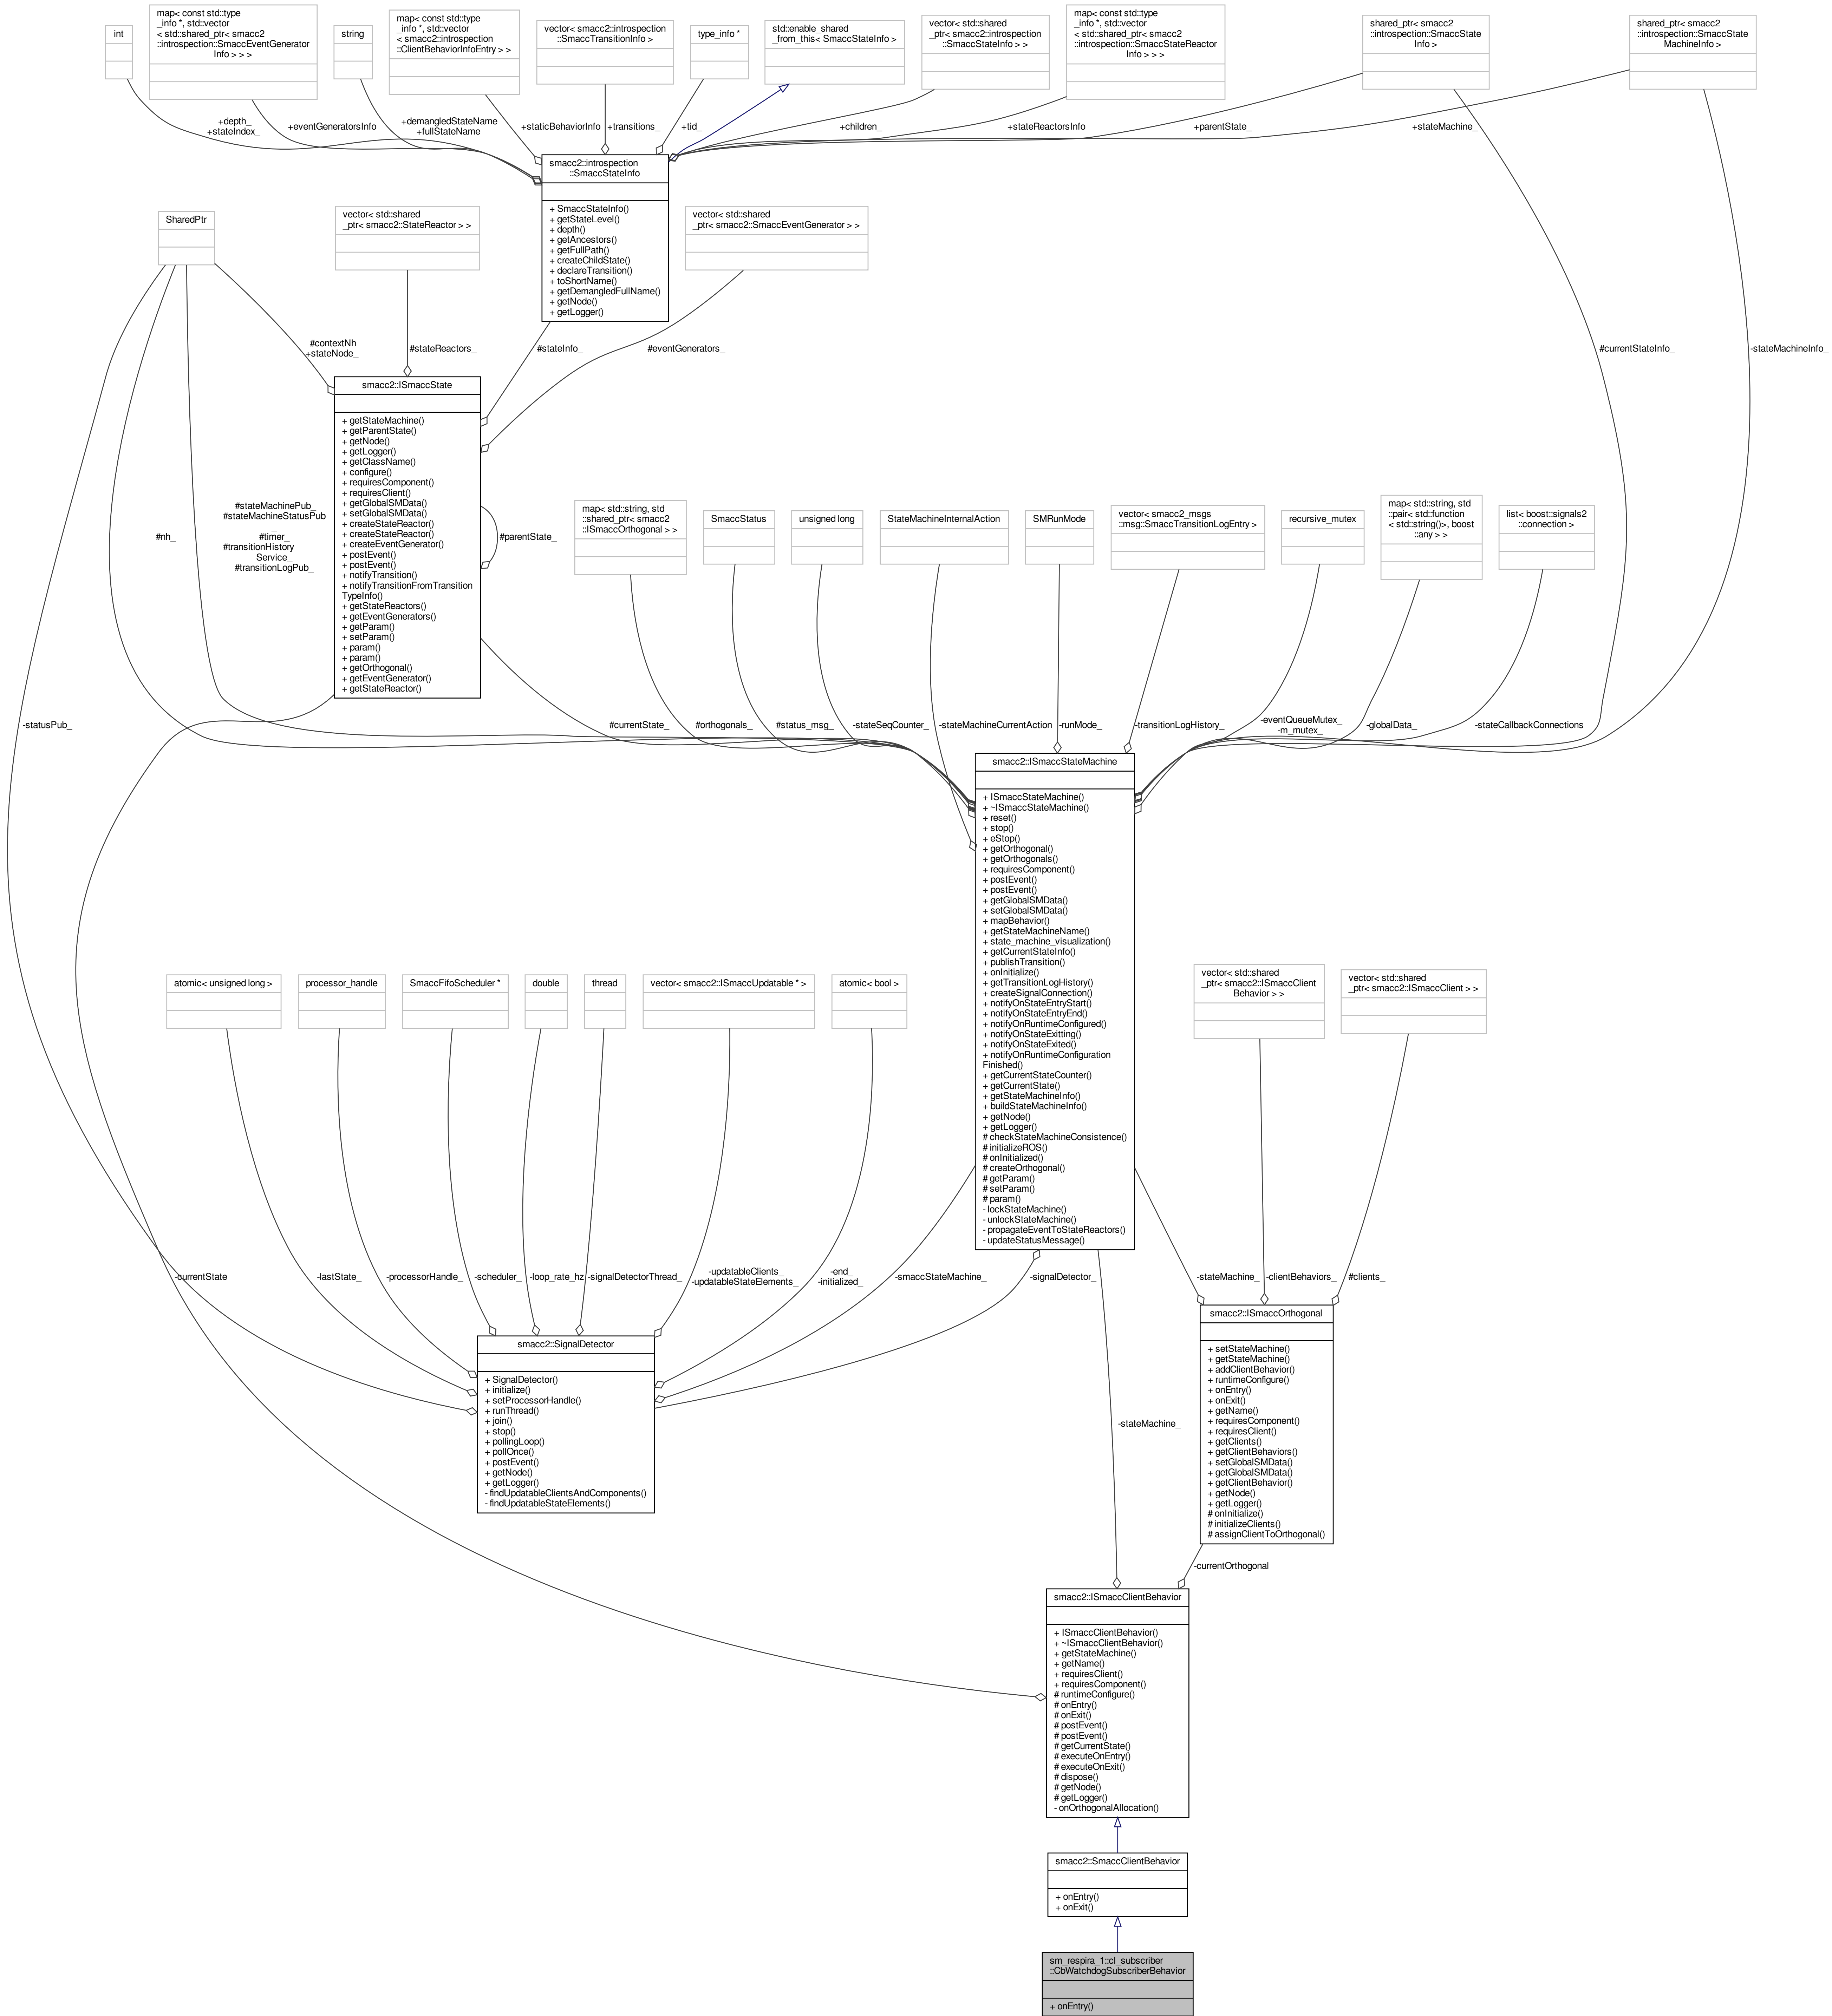 int
map< const std::type
_info *, std::vector
< std::shared_ptr< smacc2
::introspection::SmaccEventGenerator
Info > > >
string
map< const std::type
_info *, std::vector
< smacc2::introspection
::ClientBehaviorInfoEntry > >
vector< smacc2::introspection
::SmaccTransitionInfo >
type_info *
std::enable_shared
_from_this< SmaccStateInfo >
vector< std::shared
_ptr< smacc2::introspection
::SmaccStateInfo > >
map< const std::type
_info *, std::vector
< std::shared_ptr< smacc2
::introspection::SmaccStateReactor
Info > > >
shared_ptr< smacc2
::introspection::SmaccState
Info >
shared_ptr< smacc2
::introspection::SmaccState
MachineInfo >
+depth_
+stateIndex_
+eventGeneratorsInfo
+demangledStateName
+fullStateName
+staticBehaviorInfo
+transitions_
+tid_
+children_
+stateReactorsInfo
+parentState_
+stateMachine_
smacc2::introspection
::SmaccStateInfo
+ SmaccStateInfo()
+ getStateLevel()
+ depth()
+ getAncestors()
+ getFullPath()
+ createChildState()
+ declareTransition()
+ toShortName()
+ getDemangledFullName()
+ getNode()
+ getLogger()
SharedPtr
vector< std::shared
_ptr< smacc2::StateReactor > >
vector< std::shared
_ptr< smacc2::SmaccEventGenerator > >
#contextNh
+stateNode_
#stateReactors_
#stateInfo_
#eventGenerators_
#currentStateInfo_
-stateMachineInfo_
smacc2::ISmaccState
+ getStateMachine()
+ getParentState()
+ getNode()
+ getLogger()
+ getClassName()
+ configure()
+ requiresComponent()
+ requiresClient()
+ getGlobalSMData()
+ setGlobalSMData()
+ createStateReactor()
+ createStateReactor()
+ createEventGenerator()
+ postEvent()
+ postEvent()
+ notifyTransition()
+ notifyTransitionFromTransition
TypeInfo()
+ getStateReactors()
+ getEventGenerators()
+ getParam()
+ setParam()
+ param()
+ param()
+ getOrthogonal()
+ getEventGenerator()
+ getStateReactor()
#parentState_
#nh_
#stateMachinePub_
#stateMachineStatusPub
_
#timer_
#transitionHistory
Service_
#transitionLogPub_
map< std::string, std
::shared_ptr< smacc2
::ISmaccOrthogonal > >
SmaccStatus
unsigned long
StateMachineInternalAction
SMRunMode
vector< smacc2_msgs
::msg::SmaccTransitionLogEntry >
recursive_mutex
map< std::string, std
::pair< std::function
< std::string()>, boost
::any > >
list< boost::signals2
::connection >
-statusPub_
#currentState_
#orthogonals_
#status_msg_
-stateSeqCounter_
-stateMachineCurrentAction
-runMode_
-transitionLogHistory_
-eventQueueMutex_
-m_mutex_
-globalData_
-stateCallbackConnections
smacc2::ISmaccStateMachine
+ ISmaccStateMachine()
+ ~ISmaccStateMachine()
+ reset()
+ stop()
+ eStop()
+ getOrthogonal()
+ getOrthogonals()
+ requiresComponent()
+ postEvent()
+ postEvent()
+ getGlobalSMData()
+ setGlobalSMData()
+ mapBehavior()
+ getStateMachineName()
+ state_machine_visualization()
+ getCurrentStateInfo()
+ publishTransition()
+ onInitialize()
+ getTransitionLogHistory()
+ createSignalConnection()
+ notifyOnStateEntryStart()
+ notifyOnStateEntryEnd()
+ notifyOnRuntimeConfigured()
+ notifyOnStateExitting()
+ notifyOnStateExited()
+ notifyOnRuntimeConfiguration
Finished()
+ getCurrentStateCounter()
+ getCurrentState()
+ getStateMachineInfo()
+ buildStateMachineInfo()
+ getNode()
+ getLogger()
# checkStateMachineConsistence()
# initializeROS()
# onInitialized()
# createOrthogonal()
# getParam()
# setParam()
# param()
- lockStateMachine()
- unlockStateMachine()
- propagateEventToStateReactors()
- updateStatusMessage()
atomic< unsigned long >
processor_handle
SmaccFifoScheduler *
double
thread
vector< smacc2::ISmaccUpdatable * >
atomic< bool >
vector< std::shared
_ptr< smacc2::ISmaccClient
Behavior > >
vector< std::shared
_ptr< smacc2::ISmaccClient > >
-currentState
-lastState_
-processorHandle_
-scheduler_
-loop_rate_hz
-signalDetectorThread_
-updatableClients_
-updatableStateElements_
-end_
-initialized_
-smaccStateMachine_
-signalDetector_
-stateMachine_
-clientBehaviors_
#clients_
smacc2::SignalDetector
+ SignalDetector()
+ initialize()
+ setProcessorHandle()
+ runThread()
+ join()
+ stop()
+ pollingLoop()
+ pollOnce()
+ postEvent()
+ getNode()
+ getLogger()
- findUpdatableClientsAndComponents()
- findUpdatableStateElements()
smacc2::ISmaccOrthogonal
+ setStateMachine()
+ getStateMachine()
+ addClientBehavior()
+ runtimeConfigure()
+ onEntry()
+ onExit()
+ getName()
+ requiresComponent()
+ requiresClient()
+ getClients()
+ getClientBehaviors()
+ setGlobalSMData()
+ getGlobalSMData()
+ getClientBehavior()
+ getNode()
+ getLogger()
# onInitialize()
# initializeClients()
# assignClientToOrthogonal()
-stateMachine_
-currentOrthogonal
smacc2::ISmaccClientBehavior
+ ISmaccClientBehavior()
+ ~ISmaccClientBehavior()
+ getStateMachine()
+ getName()
+ requiresClient()
+ requiresComponent()
# runtimeConfigure()
# onEntry()
# onExit()
# postEvent()
# postEvent()
# getCurrentState()
# executeOnEntry()
# executeOnExit()
# dispose()
# getNode()
# getLogger()
- onOrthogonalAllocation()
smacc2::SmaccClientBehavior
+ onEntry()
+ onExit()
sm_respira_1::cl_subscriber
::CbWatchdogSubscriberBehavior
+ onEntry()